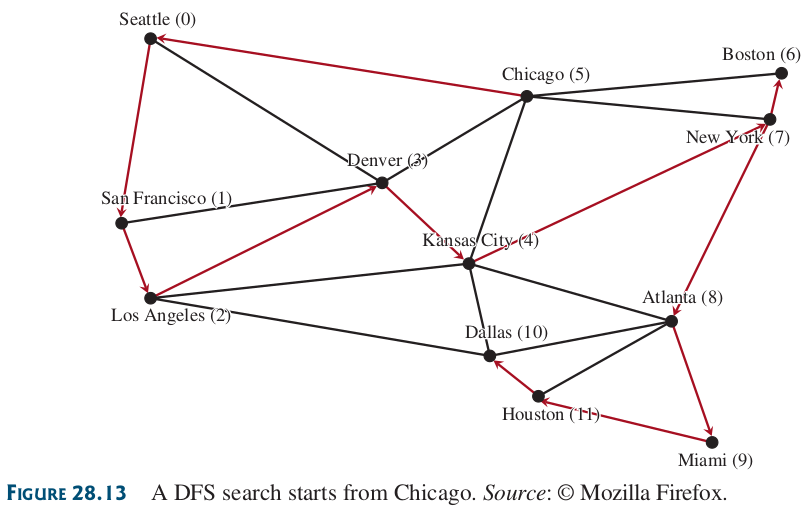 Seattle (0)
Boston (6)
Chicago (5)
New York (7)
Denver (3)
San Francisco (1)
Kansas City (4)
Atlanta (8)
Los Angeles (2)
Dallas (10)
Houston (11)
Miami (9)
FIGURE 28.13 A DFS search starts from Chicago. Source: © Mozilla Firefox.